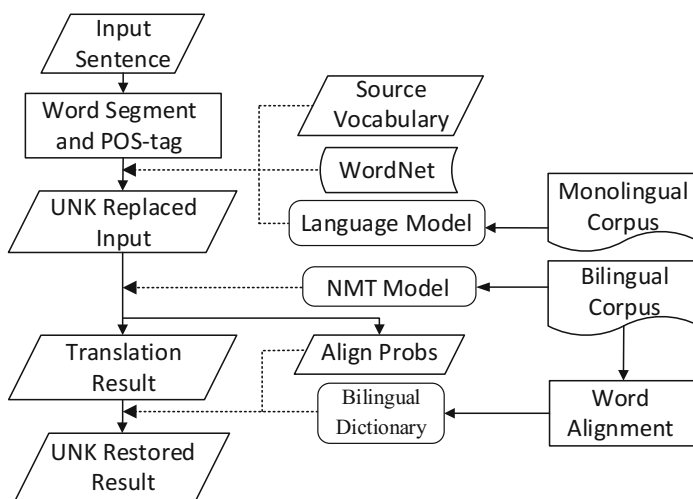 Input
Sentence
Word Segment
and POS-tag
Source
Vocabulary
WordNet
Language Model
Monolingual
Corpus
UNK Replaced
Input
NMT Model
Bilingual
Corpus
Translation
Result
Align Probs
Bilingual
Dictionary
Word
Alignment
UNK Restored
Result